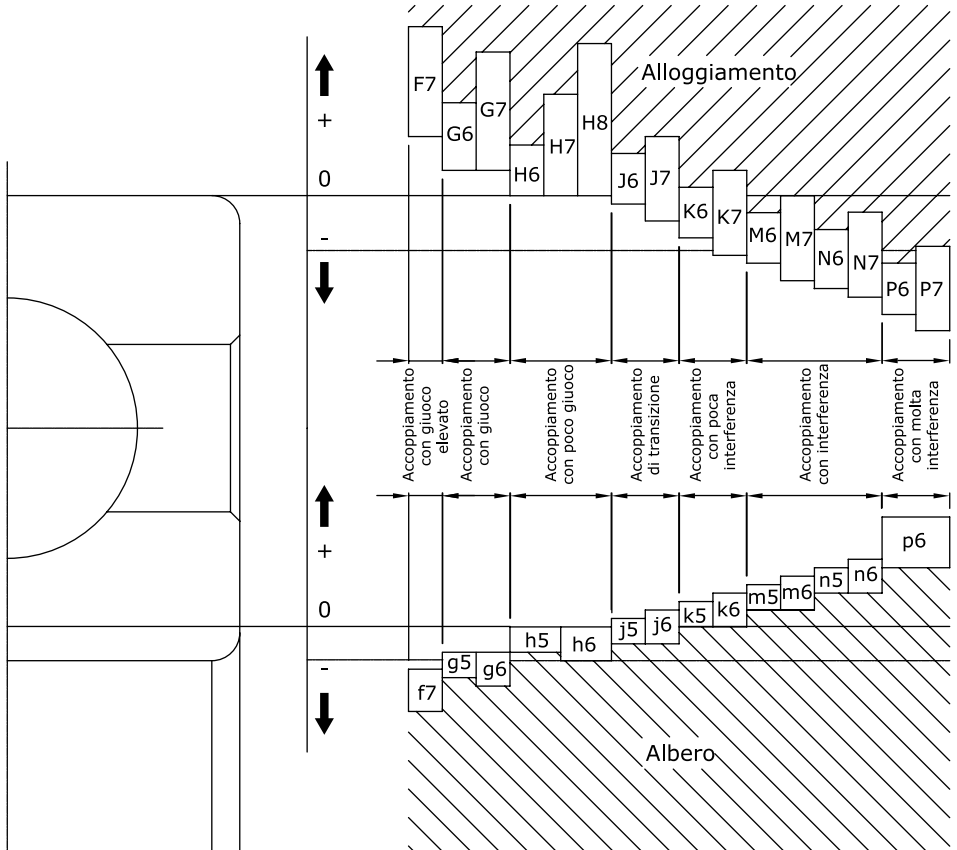 Alloggiamento
F7
G6
G7
H6
H7
H8
J6
J7
K6
K7
M6
M7
N6
N7
P6
P7
+
0
-
Accoppiamento
con giuoco
elevato
Accoppiamento
con giuoco
Accoppiamento
con poco giuoco
Accoppiamento
di transizione
Accoppiamento
con poca
interferenza
Accoppiamento
con interferenza
Accoppiamento
con molta
interferenza
+
0
-
f7
g5
g6
h5
h6
j5
j6
k5
k6
m5
m6
n5
n6
p6
Albero